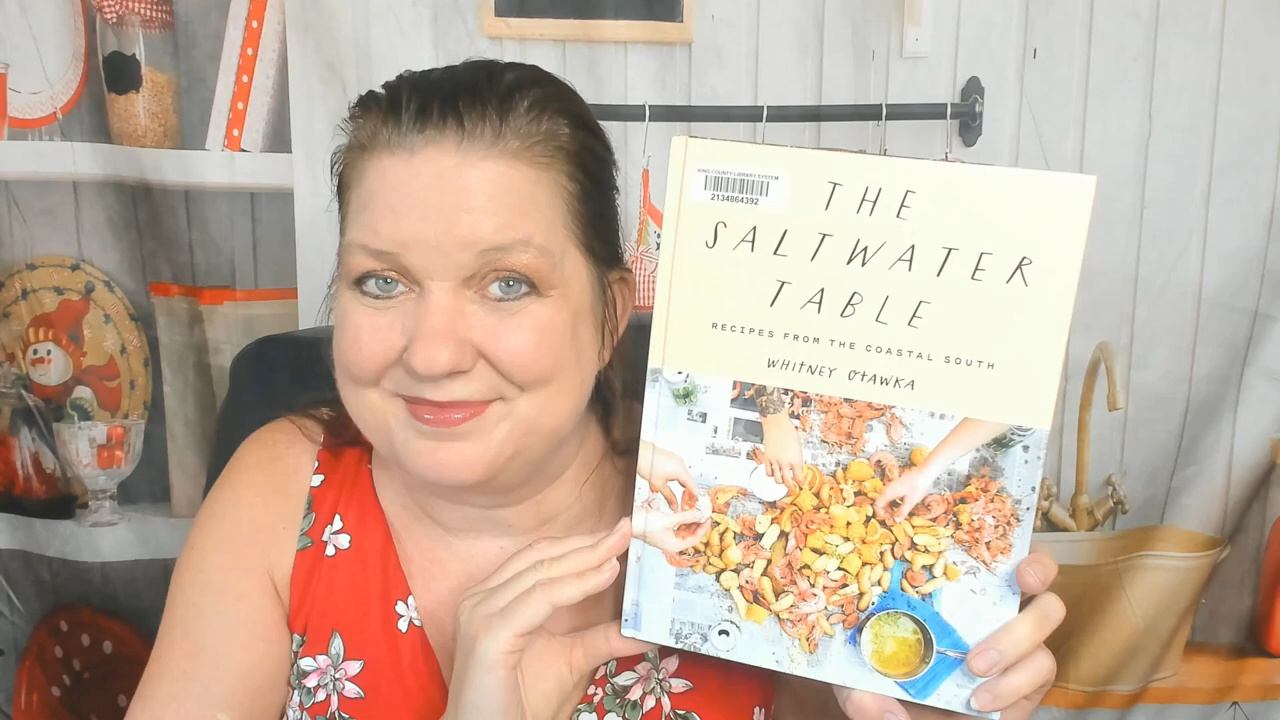 KING COUNTY LIBRARY SYSTEM
2134864392
THE
SALTWATER
TABLE
RECIPES FROM THE COASTAL SOUTH
WHITNEY OTAWKA